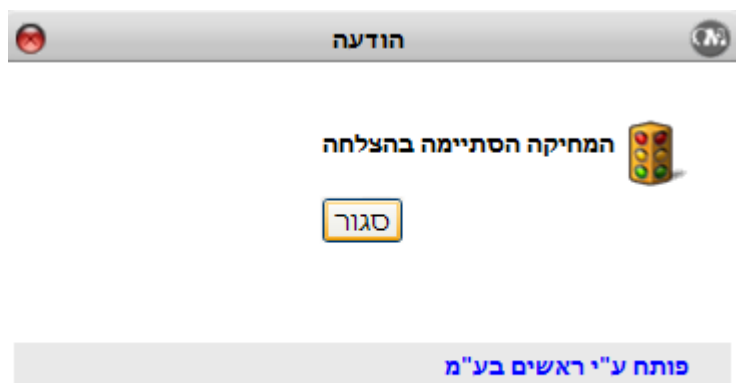 הודעה
המחיקה הסתיימה בהצלחה
סגור
פותח ע"י ראשים בע"מ